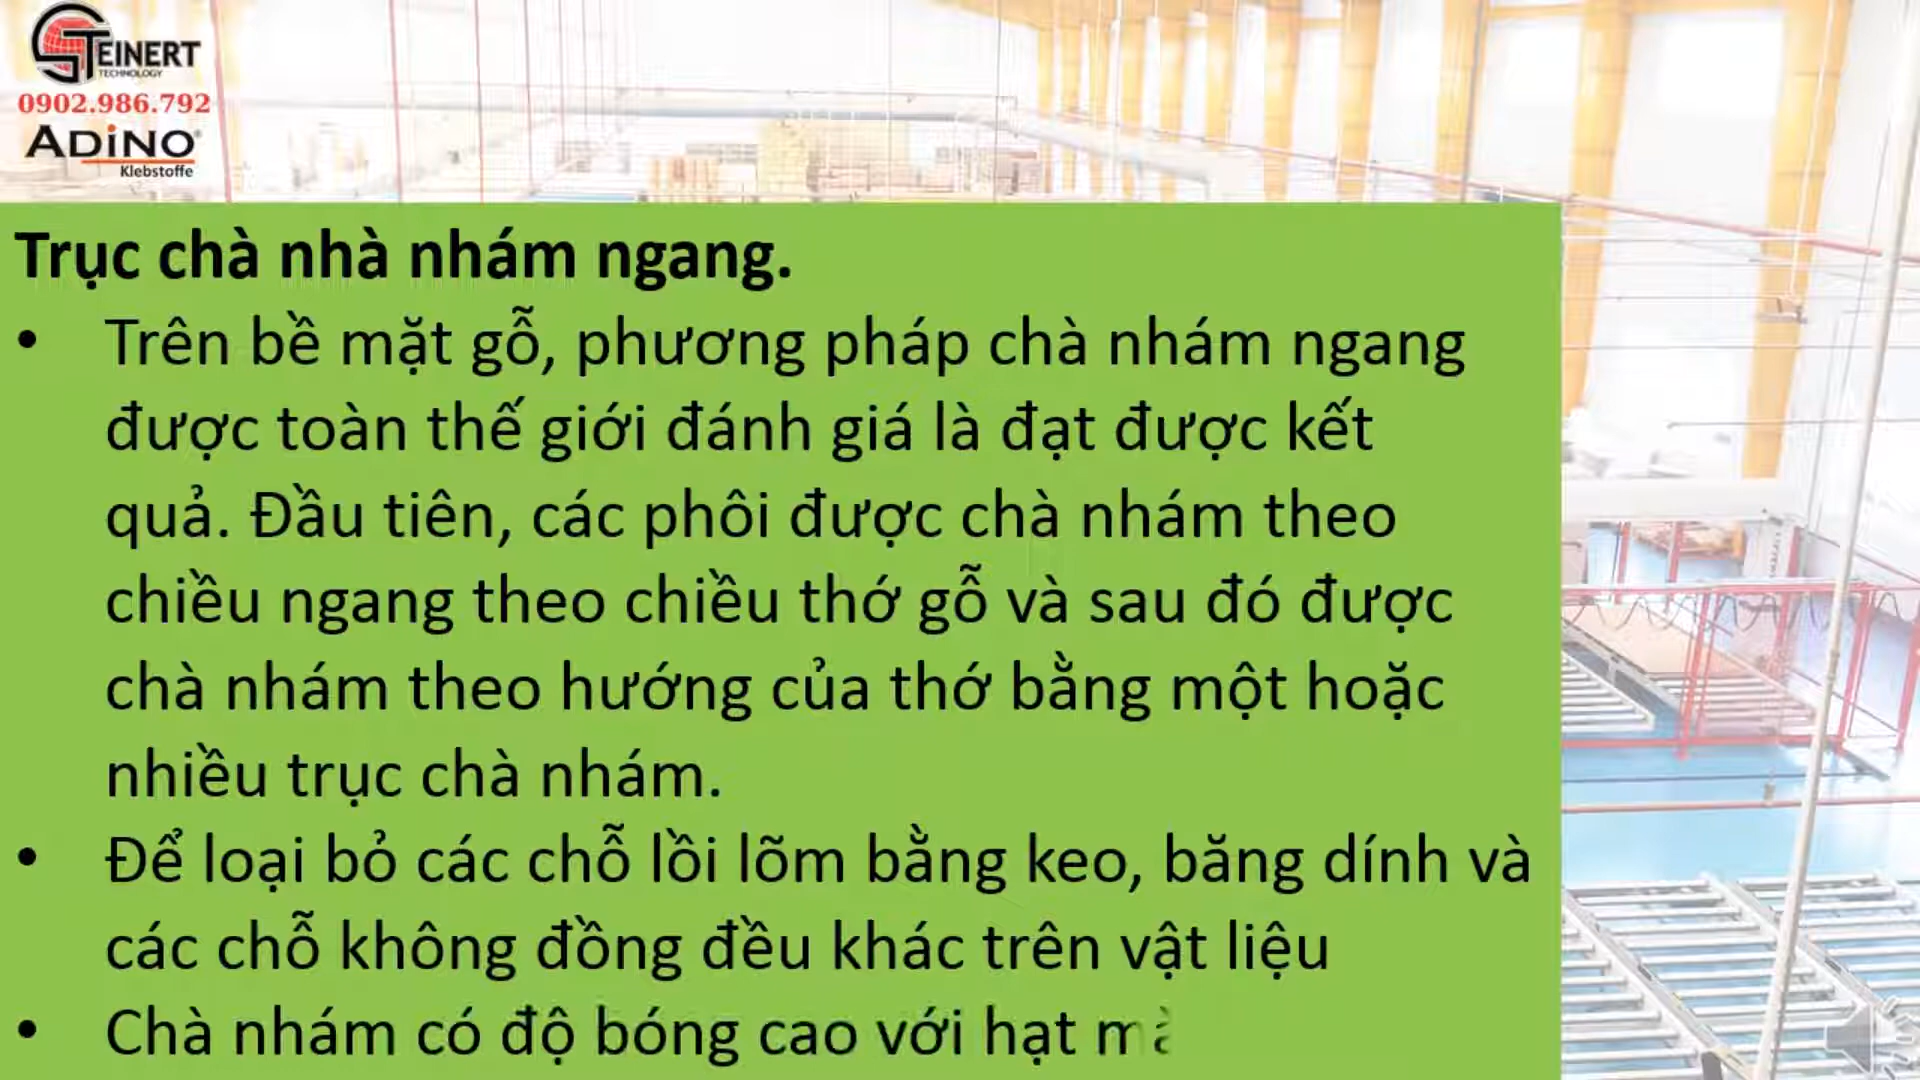 STEINERT
TECHNOLOGY
0902.986.792
ADiNO
Klebstoffe
Trục chà nhà nhám ngang.
• Trên bề mặt gỗ, phương pháp chà nhám ngang
được toàn thế giới đánh giá là đạt được kết
quả. Đầu tiên, các phôi được chà nhám theo
chiều ngang theo chiều thớ gỗ và sau đó được
chà nhám theo hướng của thớ bằng một hoặc
nhiều trục chà nhám.
• Để loại bỏ các chỗ lồi lõm bằng keo, băng dính và
các chỗ không đồng đều khác trên vật liệu
• Chà nhám có độ bóng cao với hạt